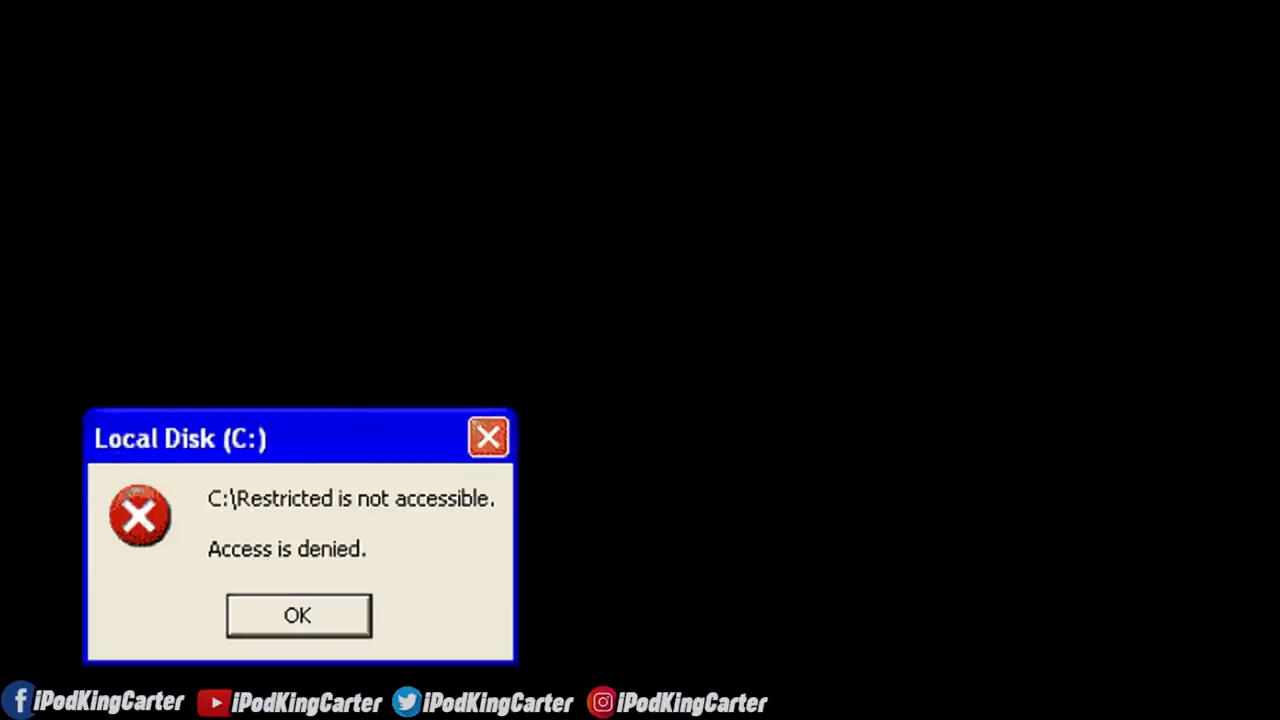 Local Disk (C:)
C:\Restricted is not accessible.
Access is denied.
OK
iPodKingCarter iPodKingCarter iPodKingCarter iPodKingCarter